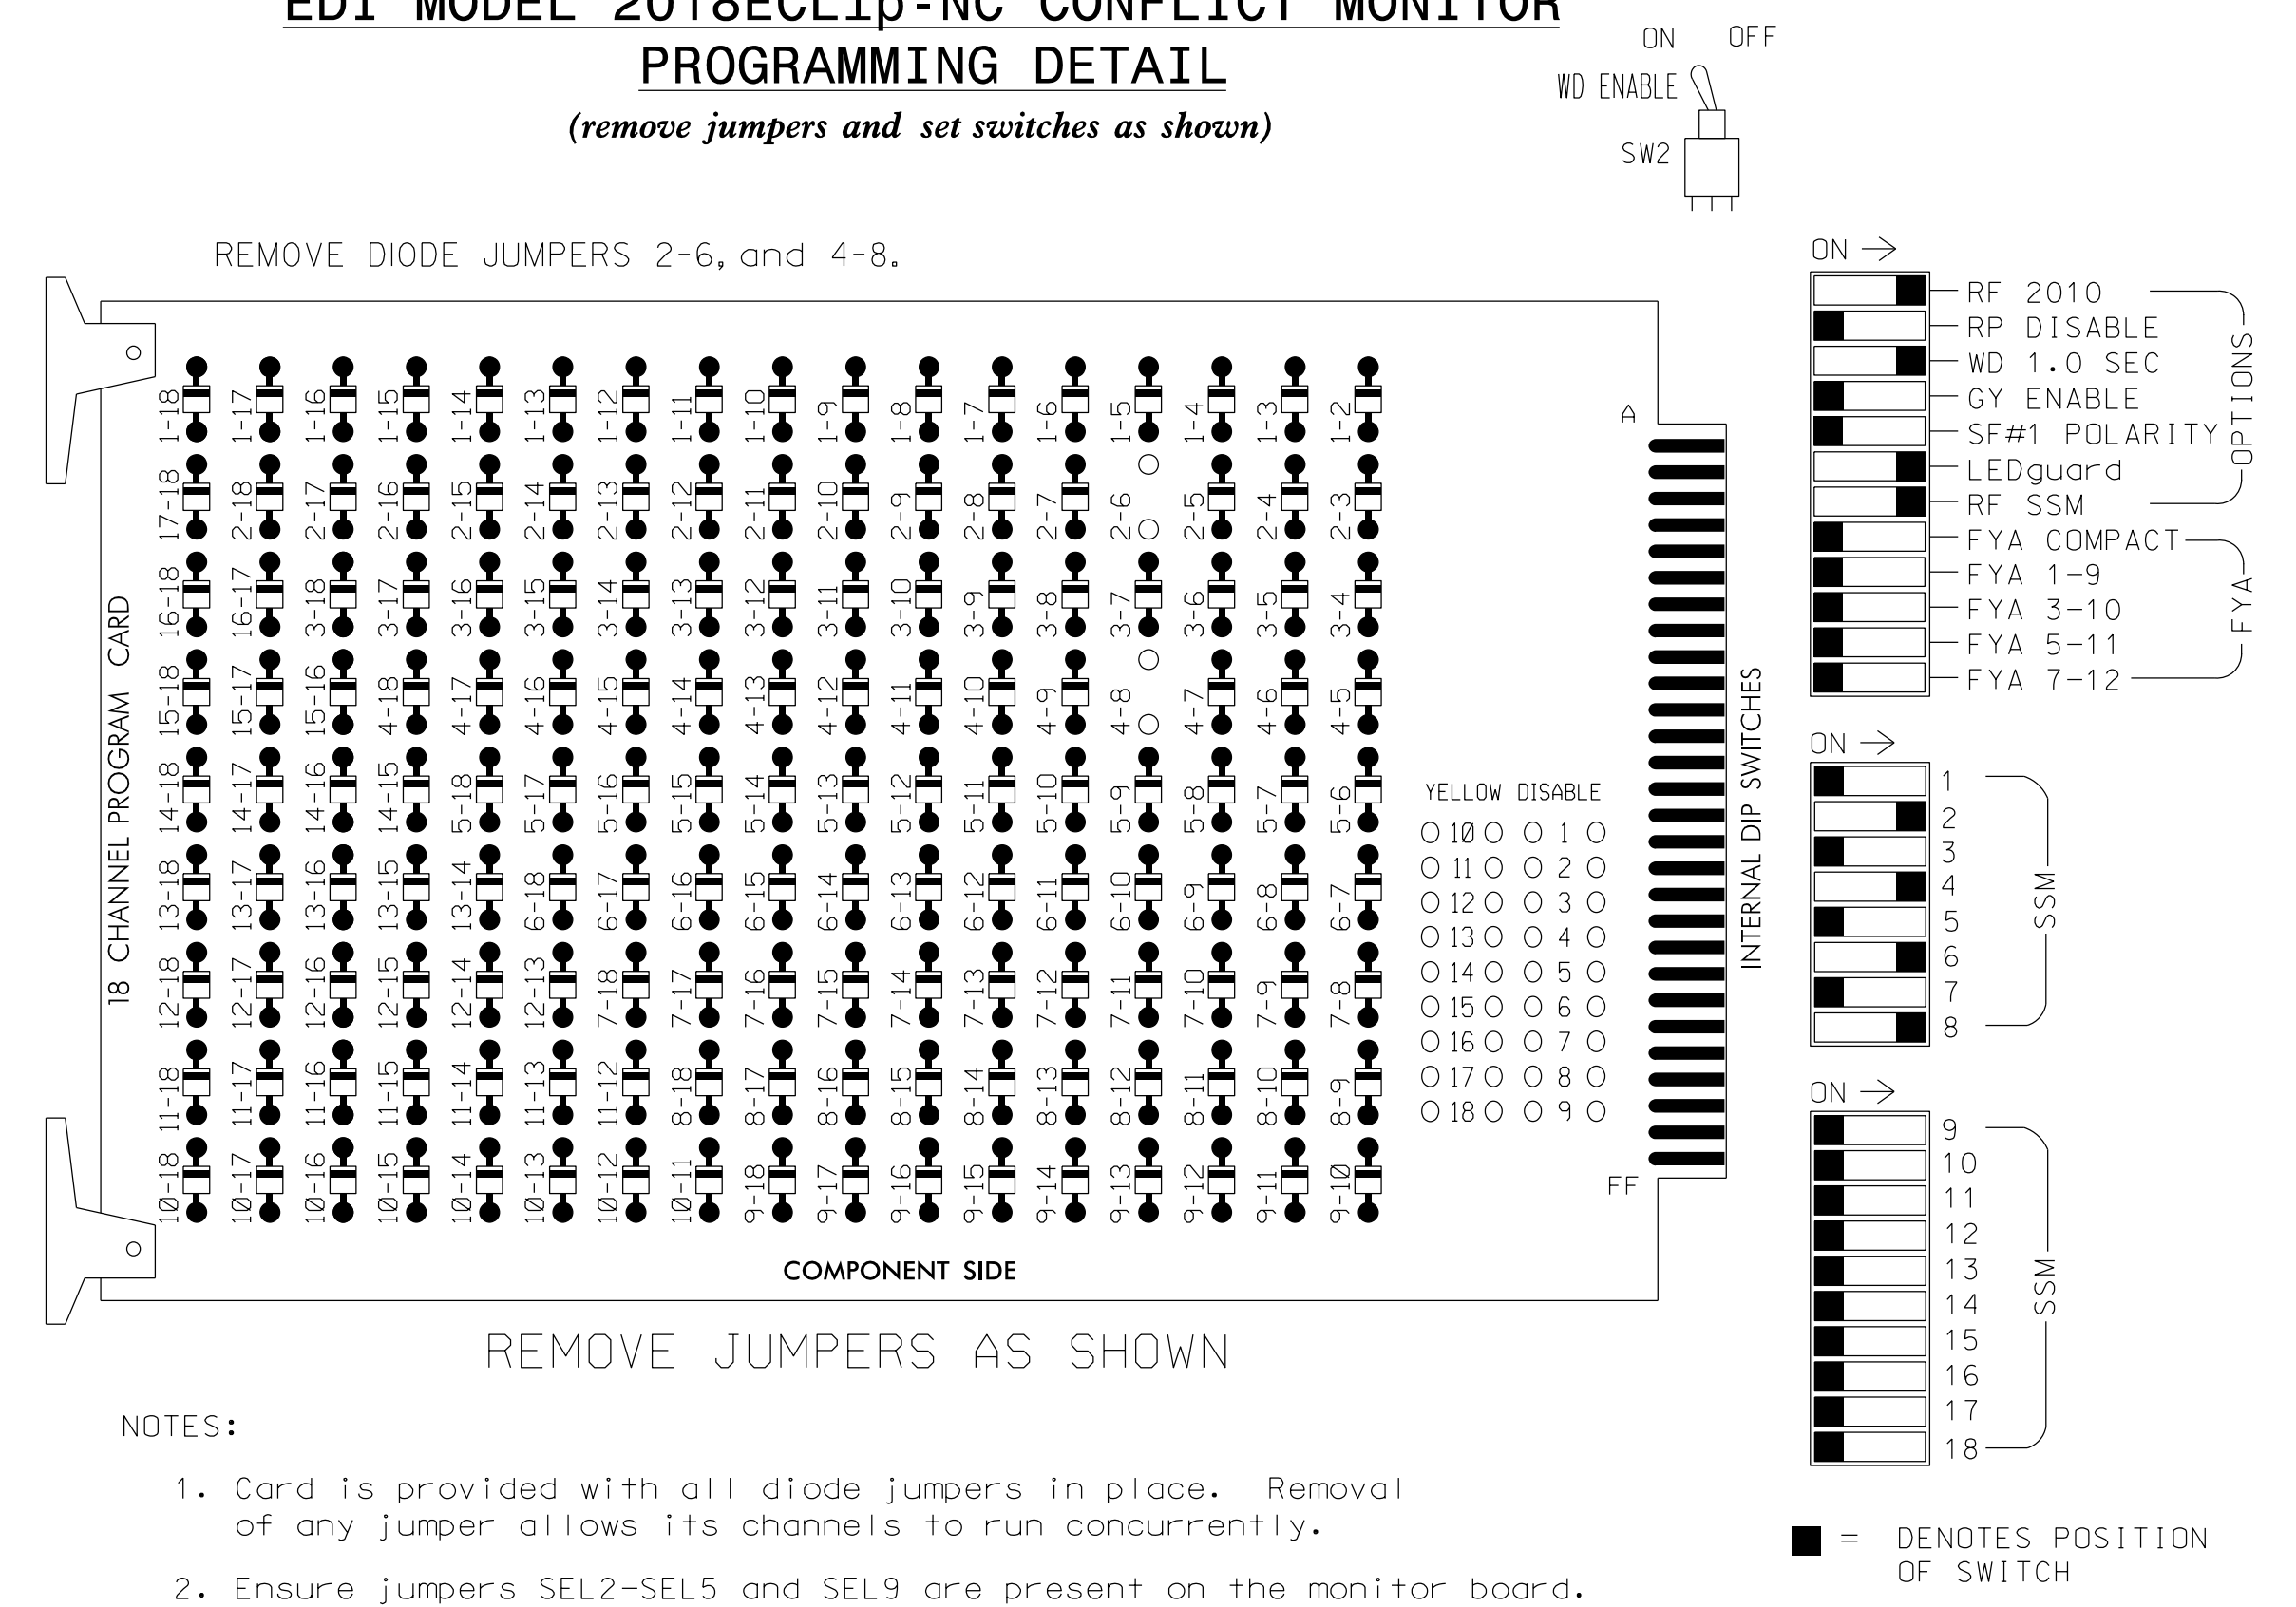 EDI MODEL 2018ECLip-NC CONFLICT MONITOR
PROGRAMMING DETAIL
(remove jumpers and set switches as shown)
ON OFF
WD ENABLE
SW2
REMOVE DIODE JUMPERS 2-6, and 4-8.
18 CHANNEL PROGRAM CARD
1-18 1-17 1-16 1-15 1-14 1-13 1-12 1-11 1-10 1-9 1-8 1-7 1-6 1-5 1-4 1-3 1-2
17-18 2-18 2-17 2-16 2-15 2-14 2-13 2-12 2-11 2-10 2-9 2-8 2-7 2-6 2-5 2-4 2-3
16-18 16-17 3-18 3-17 3-16 3-15 3-14 3-13 3-12 3-11 3-10 3-9 3-8 3-7 3-6 3-5 3-4
15-18 15-17 15-16 4-18 4-17 4-16 4-15 4-14 4-13 4-12 4-11 4-10 4-9 4-8 4-7 4-6 4-5
14-18 14-17 14-16 14-15 5-18 5-17 5-16 5-15 5-14 5-13 5-12 5-11 5-10 5-9 5-8 5-7 5-6
13-18 13-17 13-16 13-15 13-14 6-18 6-17 6-16 6-15 6-14 6-13 6-12 6-11 6-10 6-9 6-8 6-7
12-18 12-17 12-16 12-15 12-14 12-13 7-18 7-17 7-16 7-15 7-14 7-13 7-12 7-11 7-10 7-9 7-8
11-18 11-17 11-16 11-15 11-14 11-13 11-12 8-18 8-17 8-16 8-15 8-14 8-13 8-12 8-11 8-10 8-9
10-18 10-17 10-16 10-15 10-14 10-13 10-12 10-11 9-18 9-17 9-16 9-15 9-14 9-13 9-12 9-11 9-10
YELLOW DISABLE
10 1
11 2
12 3
13 4
14 5
15 6
16 7
17 8
18 9
A
FF
COMPONENT SIDE
INTERNAL DIP SWITCHES
ON
RF 2010
RP DISABLE
WD 1.0 SEC
GY ENABLE
SF#1 POLARITY
LEDguard
RF SSM
OPTIONS
FYA COMPACT
FYA 1-9
FYA 3-10
FYA 5-11
FYA 7-12
FYA
ON
1
2
3
4
5
6
7
8
SSM
ON
9
10
11
12
13
14
15
16
17
18
SSM
REMOVE JUMPERS AS SHOWN
NOTES:
1. Card is provided with all diode jumpers in place. Removal
of any jumper allows its channels to run concurrently.
2. Ensure jumpers SEL2-SEL5 and SEL9 are present on the monitor board.
= DENOTES POSITION
OF SWITCH